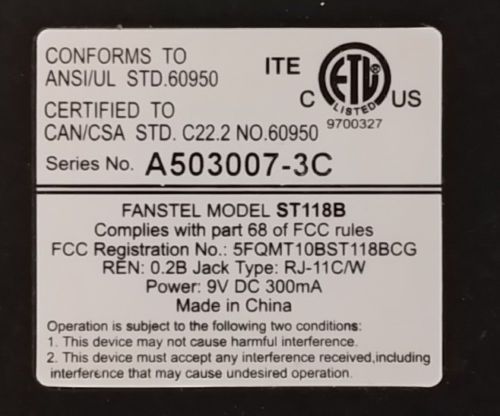 CONFORMS TO
ANSI/UL STD.60950
ITE
ETL
C US
LISTED
9700327
CERTIFIED TO
CAN/CSA STD. C22.2 NO.60950
Series No. A503007-3C
FANSTEL MODEL ST118B
Complies with part 68 of FCC rules
FCC Registration No.: 5FQMT10BST118BCG
REN: 0.2B Jack Type: RJ-11C/W
Power: 9V DC 300mA
Made in China
Operation is subject to the following two conditions:
1. This device may not cause harmful interference.
2. This device must accept any interference received,including
interference that may cause undesired operation.